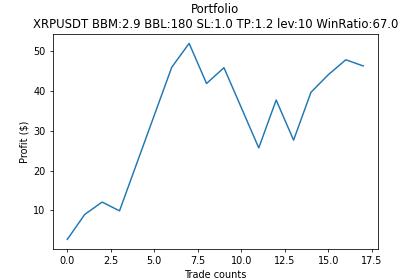 Portfolio
XRPUSDT BBM:2.9 BBL:180 SL:1.0 TP:1.2 lev:10 WinRatio:67.0
50
40
30
20
10
Profit ($)
0.0 2.5 5.0 7.5 10.0 12.5 15.0 17.5
Trade counts